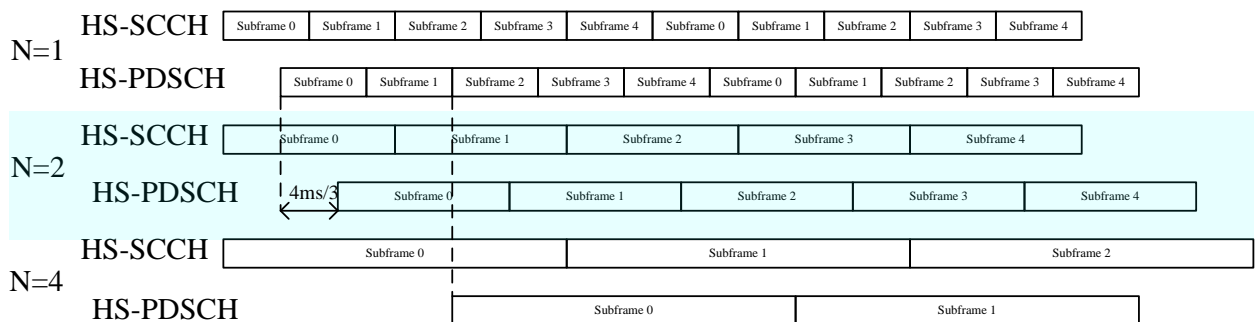 HS-SCCH Subframe 0 Subframe 1 Subframe 2 Subframe 3 Subframe 4 Subframe 0 Subframe 1 Subframe 2 Subframe 3 Subframe 4
N=1
HS-PDSCH Subframe 0 Subframe 1 Subframe 2 Subframe 3 Subframe 4 Subframe 0 Subframe 1 Subframe 2 Subframe 3 Subframe 4
HS-SCCH Subframe 0 Subframe 1 Subframe 2 Subframe 3 Subframe 4
N=2
HS-PDSCH 4ms/3 Subframe 0 Subframe 1 Subframe 2 Subframe 3 Subframe 4
HS-SCCH Subframe 0 Subframe 1 Subframe 2
N=4
HS-PDSCH Subframe 0 Subframe 1